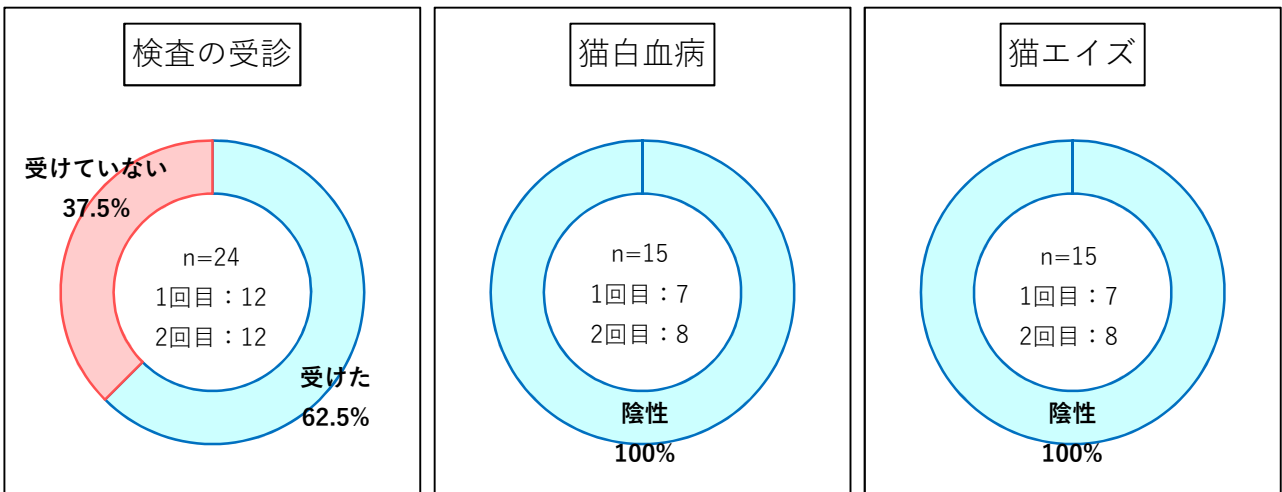 検査の受診
受けていない
37.5%
n=24
1回目：12
2回目：12
受けた
62.5%
猫白血病
n=15
1回目：7
2回目：8
陰性
100%
猫エイズ
n=15
1回目：7
2回目：8
陰性
100%